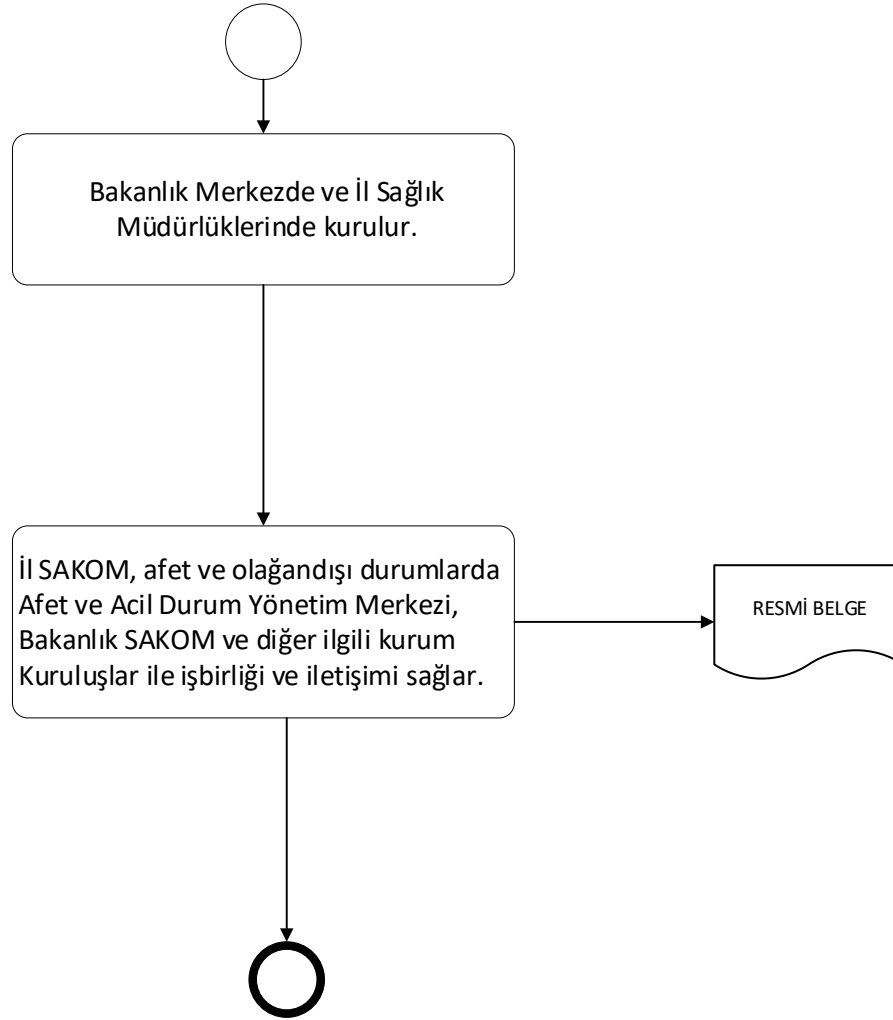 Bakanlık Merkezde ve İl Sağlık
Müdürlüklerinde kurulur.
İl SAKOM, afet ve olağandışı durumlarda
Afet ve Acil Durum Yönetim Merkezi,
Bakanlık SAKOM ve diğer ilgili kurum
Kuruluşlar ile işbirliği ve iletişimi sağlar.
RESMİ BELGE